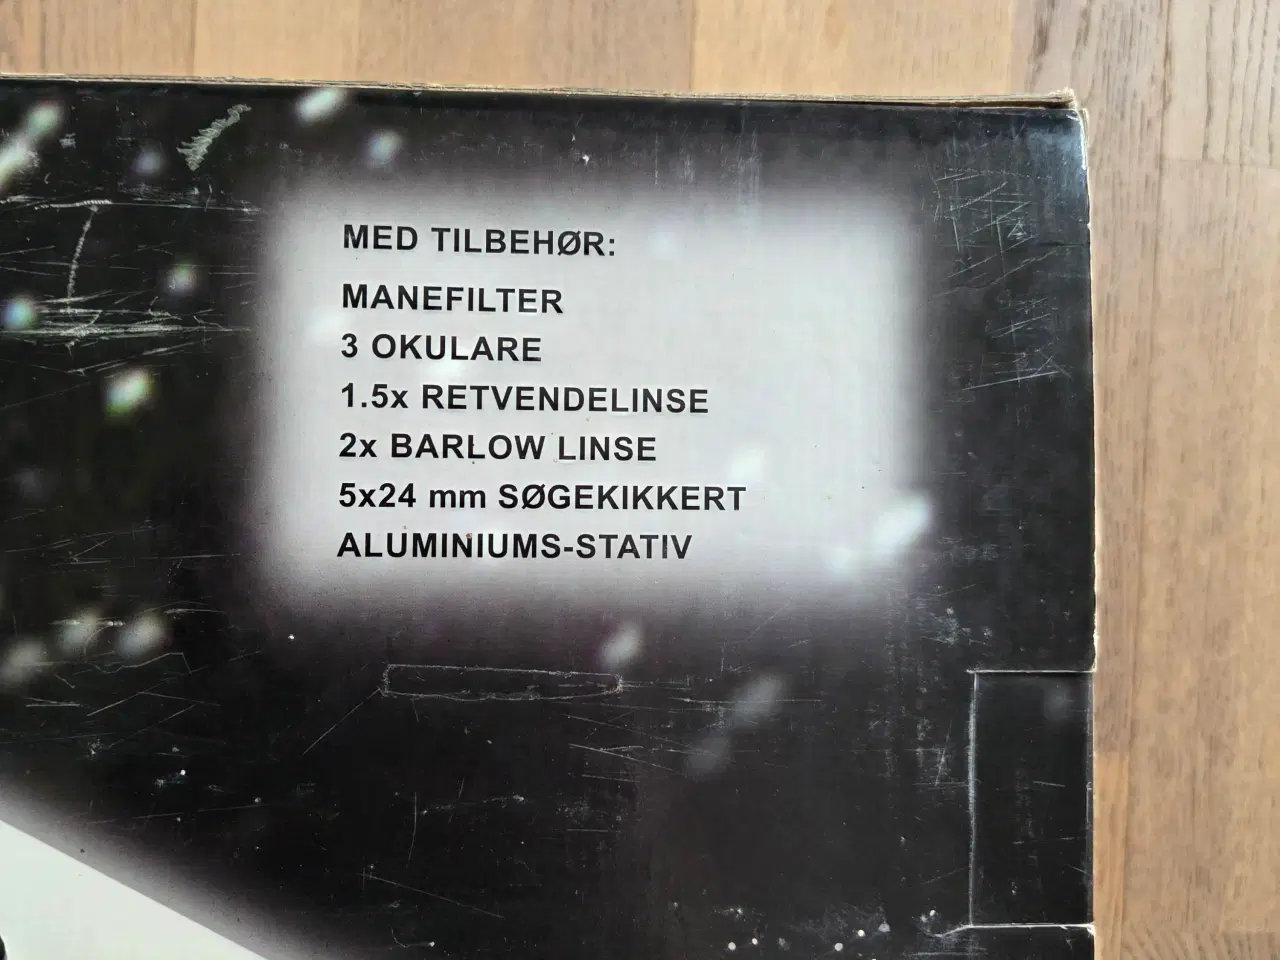 MED TILBEHØR:
MANEFILTER
3 OKULARE
1.5x RETVENDELINSE
2x BARLOW LINSE
5x24 mm SØGEKIKKERT
ALUMINIUMS-STATIV